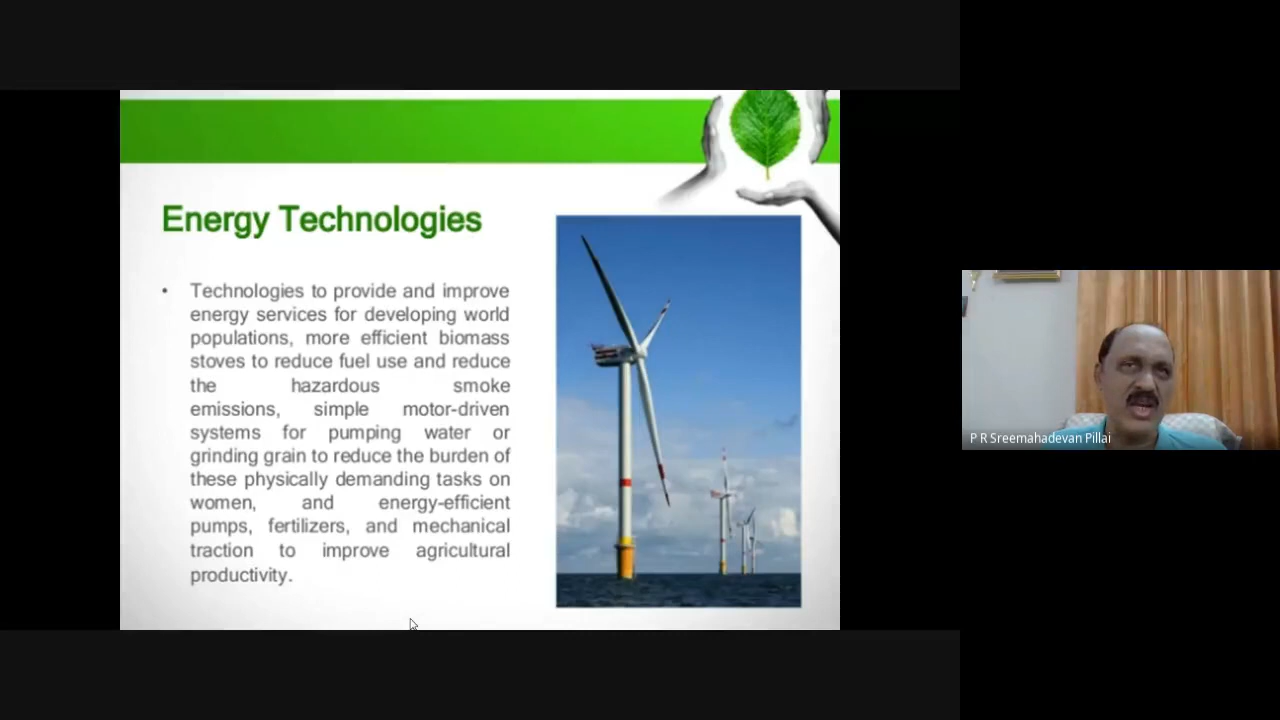 Energy Technologies
• Technologies to provide and improve
energy services for developing world
populations, more efficient biomass
stoves to reduce fuel use and reduce
the hazardous smoke
emissions, simple motor-driven
systems for pumping water or
grinding grain to reduce the burden of
these physically demanding tasks on
women, and energy-efficient
pumps, fertilizers, and mechanical
traction to improve agricultural
productivity.
P R Sreemahadevan Pillai